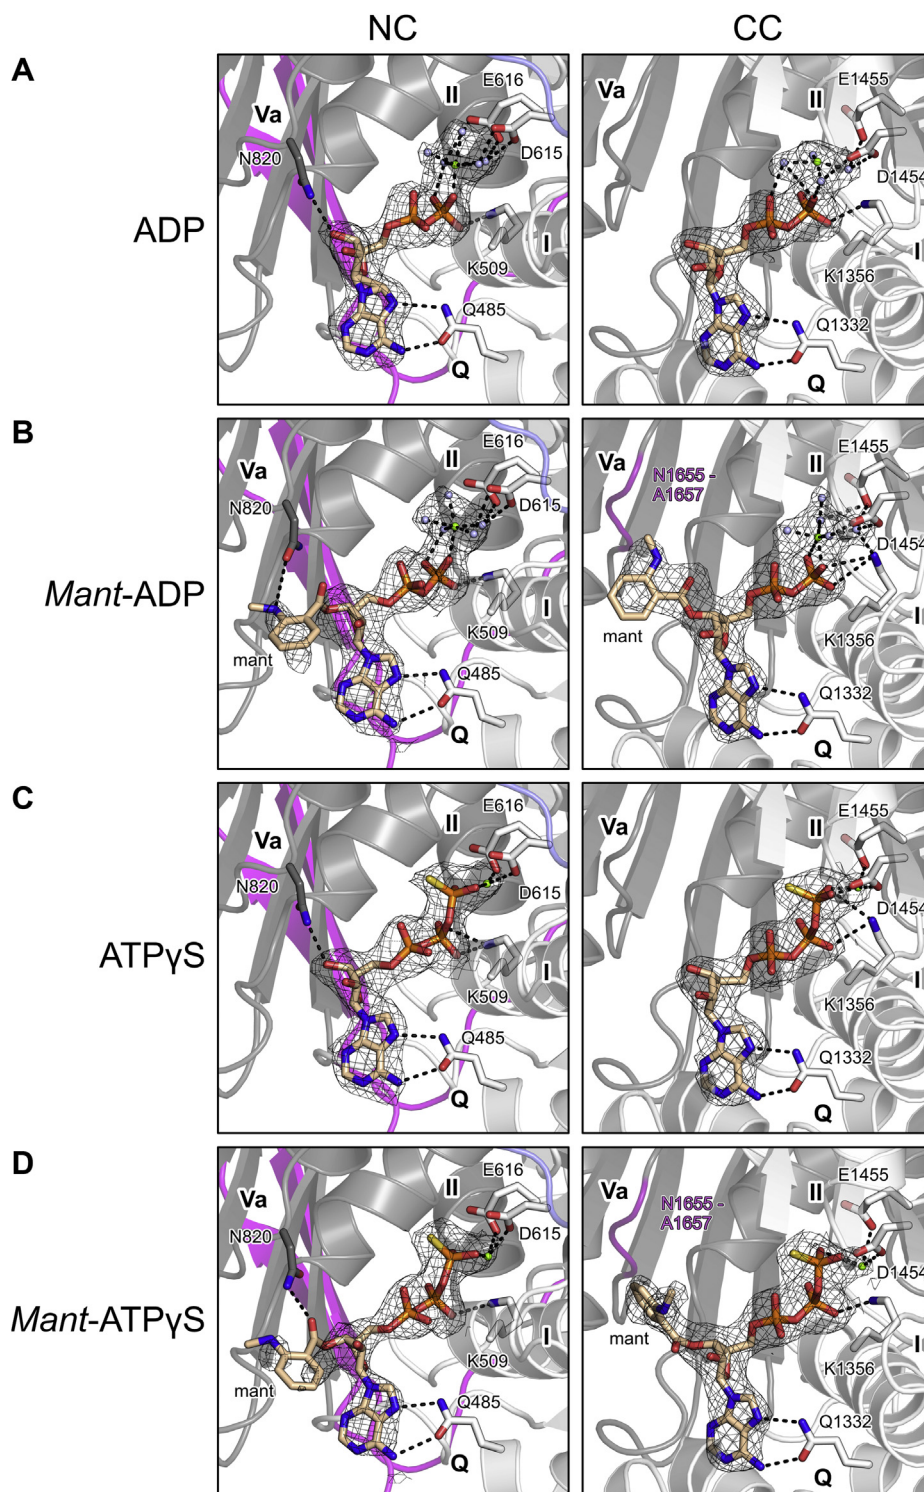 NC
CC
A
ADP
Va
II
E616
N820
D615
I
K509
Q485
Q
Va
II
E1455
D1454
I
K1356
Q1332
Q
B
Mant-ADP
Va
II
E616
N820
D615
I
K509
mant
Q485
Q
Va
II
E1455
N1655 -
A1657
D1454
I
mant
K1356
Q1332
Q
C
ATPγS
Va
II
E616
N820
D615
I
K509
Q485
Q
Va
II
E1455
D1454
I
K1356
Q1332
Q
D
Mant-ATPγS
Va
II
E616
N820
D615
I
K509
mant
Q485
Q
Va
II
E1455
N1655 -
A1657
D1454
I
mant
K1356
Q1332
Q